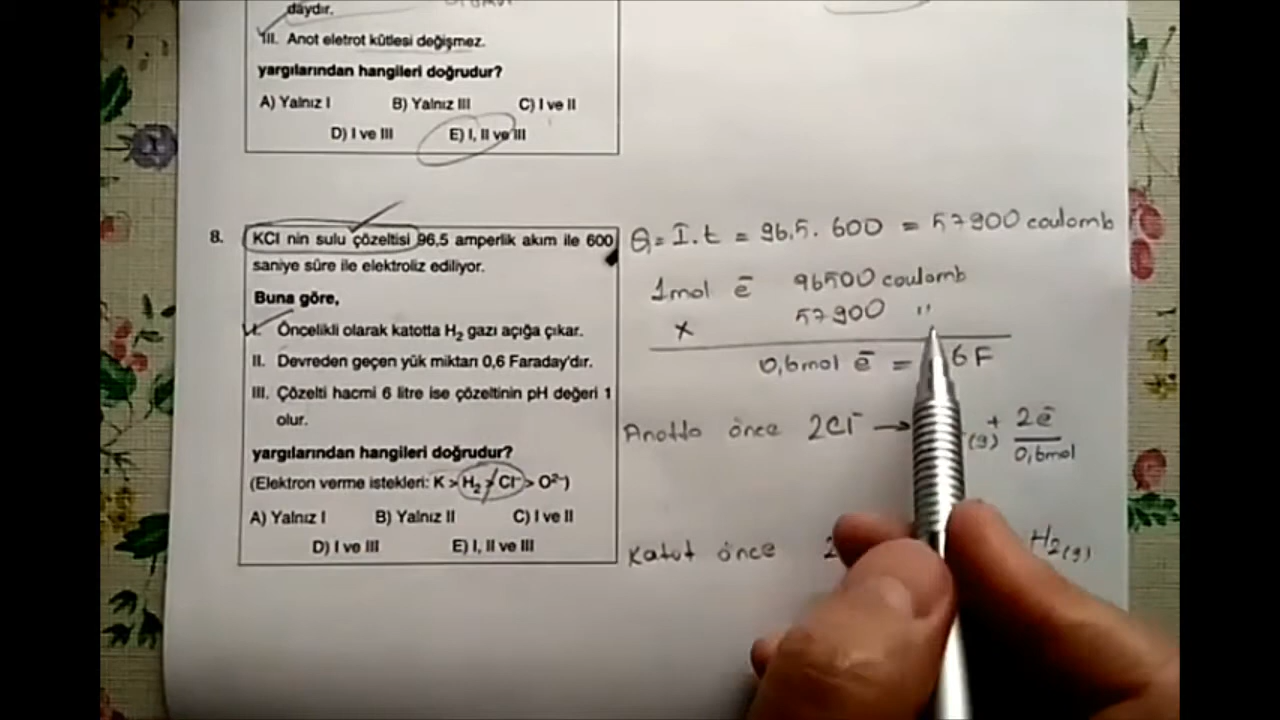 daydır.
III. Anot eletrot kütlesi değişmez.
yargılarından hangileri doğrudur?
A) Yalnız I B) Yalnız III C) I ve II
D) I ve III E) I, II ve III
8. KCl nin sulu çözeltisi 96,5 amperlik akım ile 600
saniye süre ile elektroliz ediliyor.
Buna göre,
I. Öncelikli olarak katotta H₂ gazı açığa çıkar.
II. Devreden geçen yük miktarı 0,6 Faraday'dır.
III. Çözelti hacmi 6 litre ise çözeltinin pH değeri 1
olur.
yargılarından hangileri doğrudur?
(Elektron verme istekleri: K > H₂ > Cl⁻ > O²⁻)
A) Yalnız I B) Yalnız II C) I ve II
D) I ve III E) I, II ve III
Q = I.t = 96,5 . 600 = 57900 coulomb
1 mol e⁻ 96500 coulomb
x 57900 "
0,6mol e⁻ = 6 F
Anotta önce 2Cl⁻ → (g) + 2e⁻
0,6mol
Katot önce 2 H₂(g)